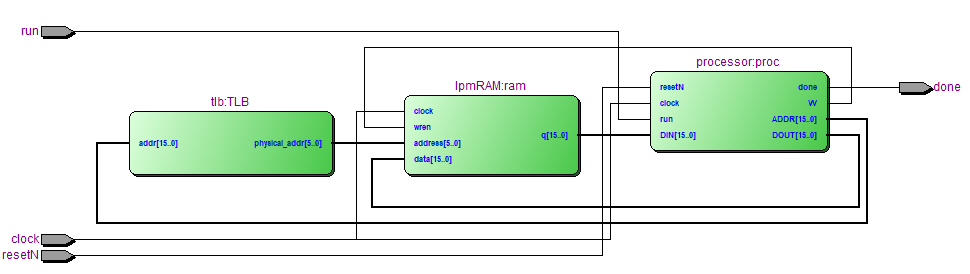 run
tlb:TLB
addr[15..0]
physical_addr[5..0]
lpmRAM:ram
clock
wren
address[5..0]
data[15..0]
q[15..0]
processor:proc
resetN
clock
run
DIN[15..0]
done
W
ADDR[15..0]
DOUT[15..0]
done
clock
resetN